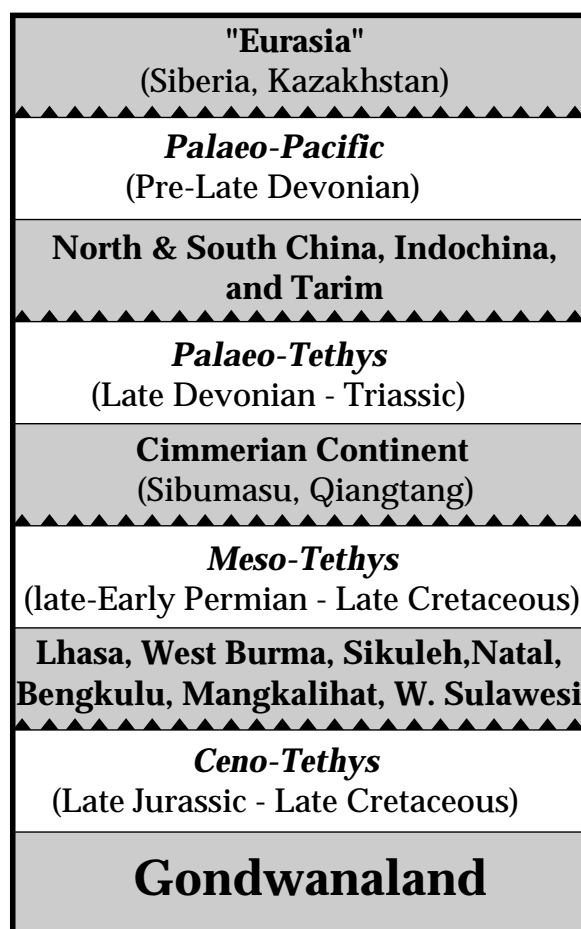 "Eurasia"
(Siberia, Kazakhstan)
Palaeo-Pacific
(Pre-Late Devonian)
North & South China, Indochina,
and Tarim
Palaeo-Tethys
(Late Devonian - Triassic)
Cimmerian Continent
(Sibumasu, Qiangtang)
Meso-Tethys
(late-Early Permian - Late Cretaceous)
Lhasa, West Burma, Sikuleh,Natal,
Bengkulu, Mangkalihat, W. Sulawesi
Ceno-Tethys
(Late Jurassic - Late Cretaceous)
Gondwanaland